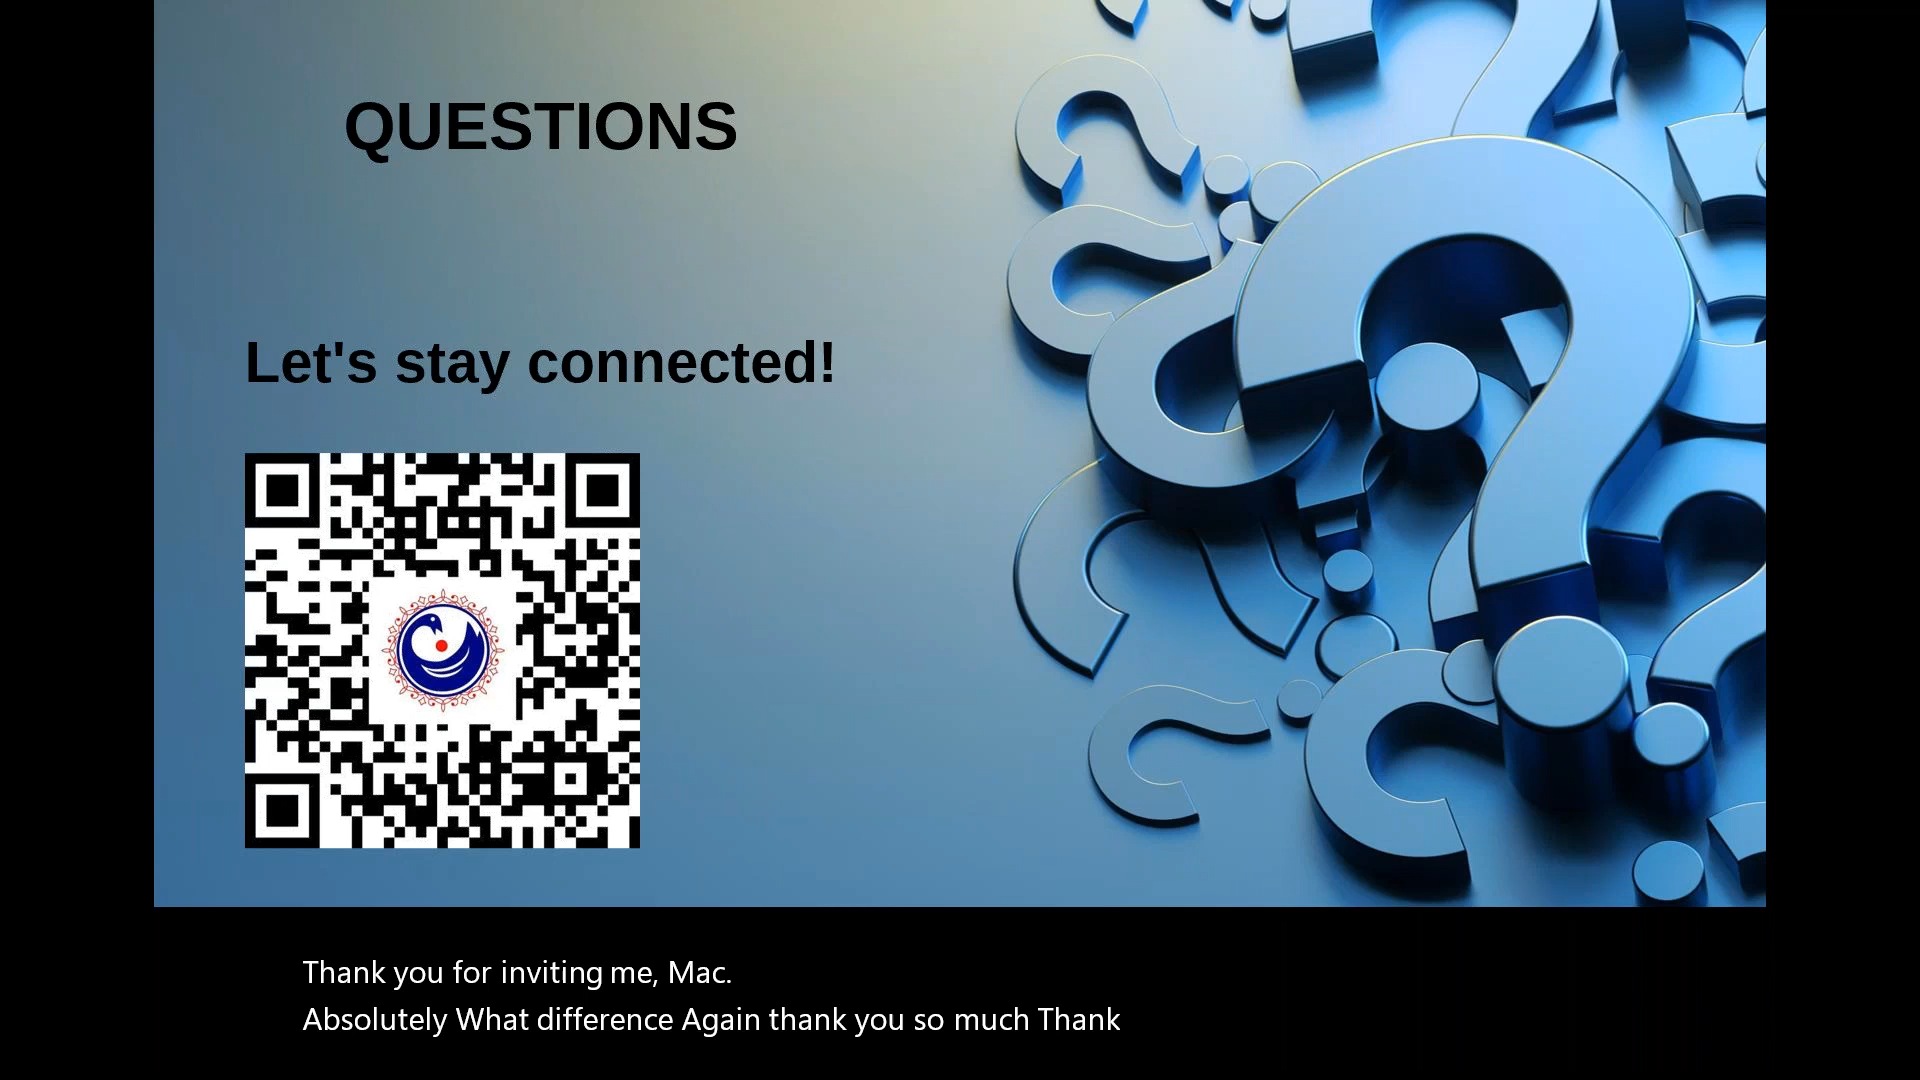 QUESTIONS
Let's stay connected!
Thank you for inviting me, Mac.
Absolutely What difference Again thank you so much Thank